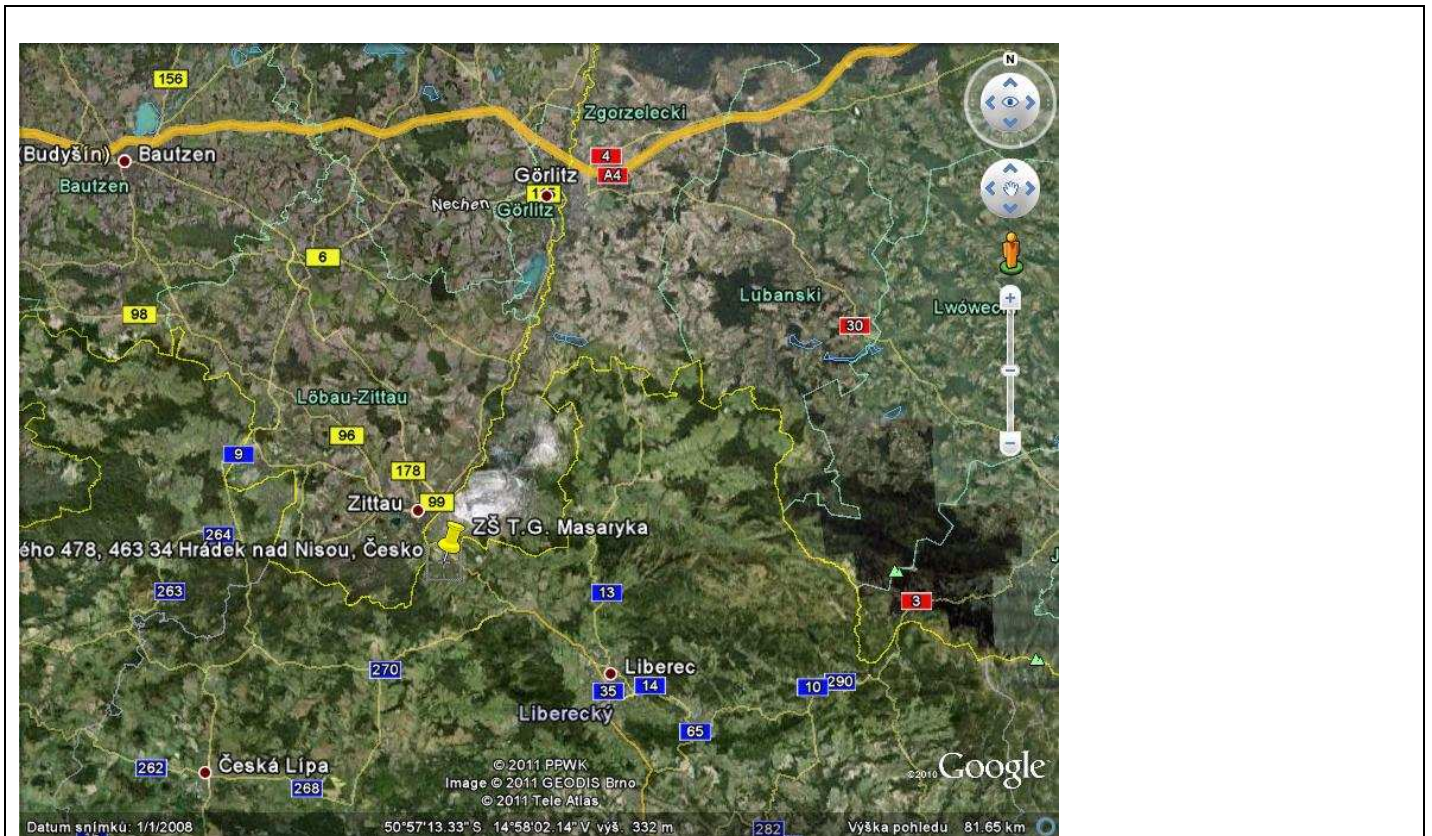 N
156
Zgorzelecki
(Budyšín)
Bautzen
4
A4
Bautzen
Görlitz
Nechen
Görlitz
6
Lubanski
98
30
Löbau-Zittau
96
9
178
Zittau
99
264
ZŠ T.G. Masaryka
ého 478, 463 34 Hrádek nad Nisou, Česko
263
13
3
270
Liberec
35
14
10
290
Liberecký
65
262
Česká Lípa
268
© 2011 PPWK
Image © 2011 GEODIS Brno
© 2011 Tele Atlas
©2010 Google
Datum snímků: 1/1/2008
50°57'13.33" S 14°58'02.14" V výš. 332 m
282
Výška pohledu 81.65 km